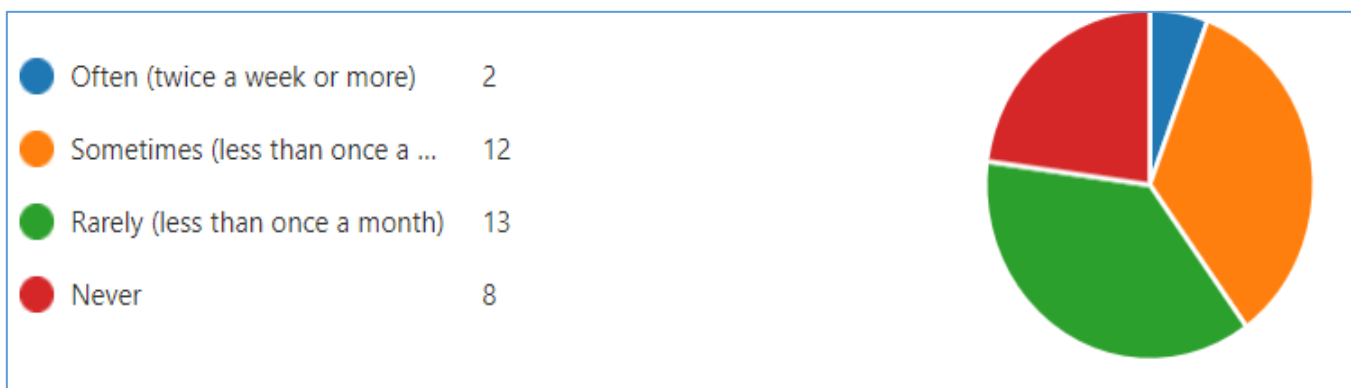 Often (twice a week or more) 2
Sometimes (less than once a ... 12
Rarely (less than once a month) 13
Never 8